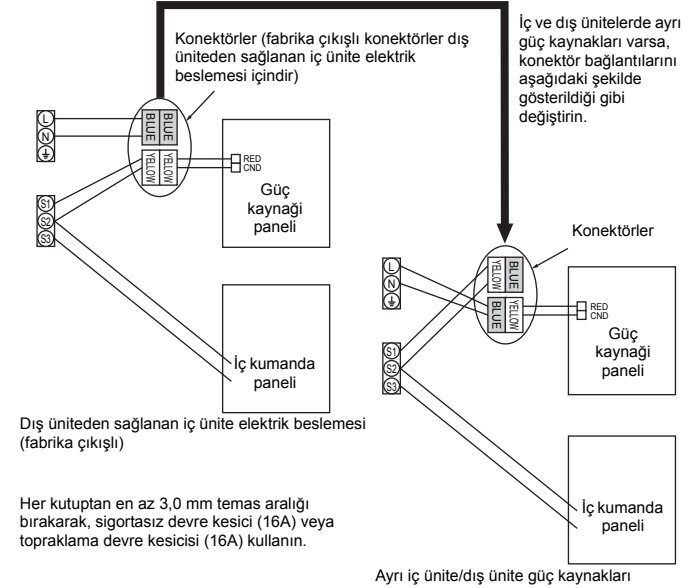 Konektörler (fabrika çıkışlı konektörler dış
üniteden sağlanan iç ünite elektrik
beslemesi içindir)
İç ve dış ünitelerde ayrı
güç kaynakları varsa,
konektör bağlantılarını
aşağıdaki şekilde
gösterildiği gibi
değiştirin.
L
N
BLUE
BLUE
YELLOW
YELLOW
RED
CND
Güç
kaynaği
paneli
S1
S2
S3
İç kumanda
paneli
Dış üniteden sağlanan iç ünite elektrik beslemesi
(fabrika çıkışlı)
Her kutuptan en az 3,0 mm temas aralığı
bırakarak, sigortasız devre kesici (16A) veya
topraklama devre kesicisi (16A) kullanın.
Konektörler
L
N
YELLOW
BLUE
BLUE
YELLOW
RED
CND
Güç
kaynaği
paneli
S1
S2
S3
İç kumanda
paneli
Ayrı iç ünite/dış ünite güç kaynakları